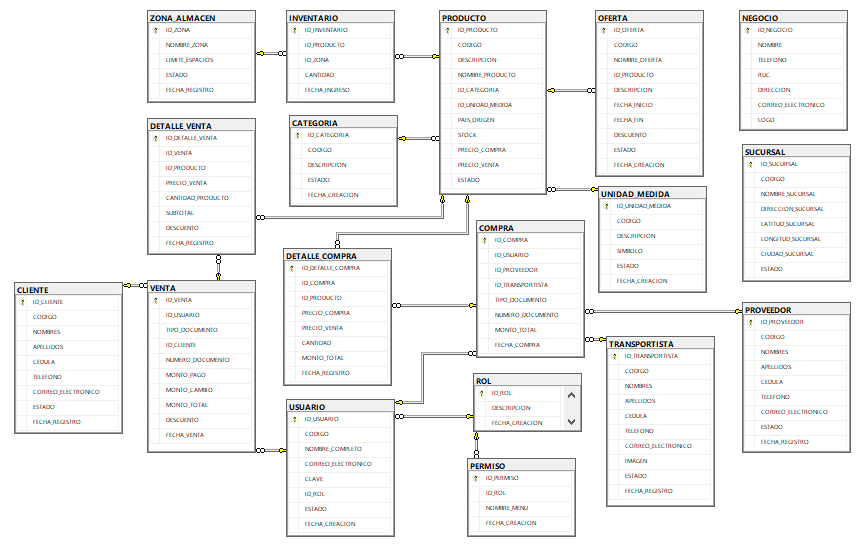 ZONA_ALMACEN
ID_ZONA
NOMBRE_ZONA
LIMITE_ESPACIOS
ESTADO
FECHA_REGISTRO
INVENTARIO
ID_INVENTARIO
ID_PRODUCTO
ID_ZONA
CANTIDAD
FECHA_INGRESO
PRODUCTO
ID_PRODUCTO
CODIGO
DESCRIPCION
NOMBRE_PRODUCTO
ID_CATEGORIA
ID_UNIDAD_MEDIDA
PAIS_ORIGEN
STOCK
PRECIO_COMPRA
PRECIO_VENTA
ESTADO
OFERTA
ID_OFERTA
CODIGO
NOMBRE_OFERTA
ID_PRODUCTO
DESCRIPCION
FECHA_INICIO
FECHA_FIN
DESCUENTO
ESTADO
FECHA_CREACION
NEGOCIO
ID_NEGOCIO
NOMBRE
TELEFONO
RUC
DIRECCION
CORREO_ELECTRONICO
LOGO
CATEGORIA
ID_CATEGORIA
CODIGO
DESCRIPCION
ESTADO
FECHA_CREACION
DETALLE_VENTA
ID_DETALLE_VENTA
ID_VENTA
ID_PRODUCTO
PRECIO_VENTA
CANTIDAD_PRODUCTO
SUBTOTAL
DESCUENTO
FECHA_REGISTRO
SUCURSAL
ID_SUCURSAL
CODIGO
NOMBRE_SUCURSAL
DIRECCION_SUCURSAL
LATITUD_SUCURSAL
LONGITUD_SUCURSAL
CIUDAD_SUCURSAL
ESTADO
UNIDAD_MEDIDA
ID_UNIDAD_MEDIDA
CODIGO
DESCRIPCION
SIMBOLO
ESTADO
FECHA_CREACION
COMPRA
ID_COMPRA
ID_USUARIO
ID_PROVEEDOR
ID_TRANSPORTISTA
TIPO_DOCUMENTO
NUMERO_DOCUMENTO
MONTO_TOTAL
FECHA_COMPRA
DETALLE_COMPRA
ID_DETALLE_COMPRA
ID_COMPRA
ID_PRODUCTO
PRECIO_COMPRA
PRECIO_VENTA
CANTIDAD
MONTO_TOTAL
FECHA_REGISTRO
CLIENTE
ID_CLIENTE
CODIGO
NOMBRES
APELLIDOS
CEDULA
TELEFONO
CORREO_ELECTRONICO
ESTADO
FECHA_REGISTRO
VENTA
ID_VENTA
ID_USUARIO
TIPO_DOCUMENTO
ID_CLIENTE
NUMERO_DOCUMENTO
MONTO_PAGO
MONTO_CAMBIO
MONTO_TOTAL
DESCUENTO
FECHA_VENTA
PROVEEDOR
ID_PROVEEDOR
CODIGO
NOMBRES
APELLIDOS
CEDULA
TELEFONO
CORREO_ELECTRONICO
ESTADO
FECHA_REGISTRO
TRANSPORTISTA
ID_TRANSPORTISTA
CODIGO
NOMBRES
APELLIDOS
CEDULA
TELEFONO
CORREO_ELECTRONICO
IMAGEN
ESTADO
FECHA_REGISTRO
ROL
ID_ROL
DESCRIPCION
FECHA_CREACION
USUARIO
ID_USUARIO
CODIGO
NOMBRE_COMPLETO
CORREO_ELECTRONICO
CLAVE
ID_ROL
ESTADO
FECHA_CREACION
PERMISO
ID_PERMISO
ID_ROL
NOMBRE_MENU
FECHA_CREACION